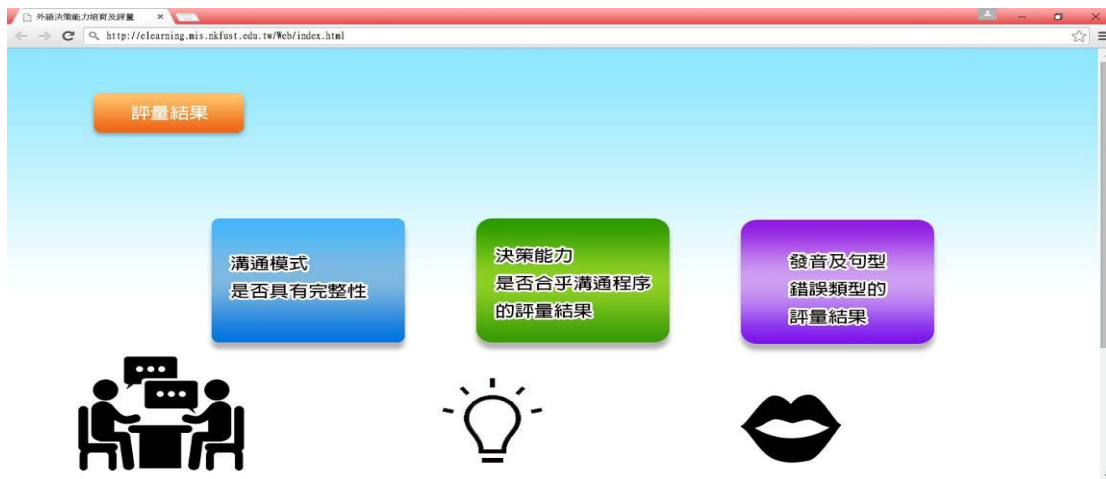 外語決策能力培育及評量
http://elearning.mis.nkfust.edu.tw/Web/index.html
評量結果
溝通模式
是否具有完整性
決策能力
是否合乎溝通程序
的評量結果
發音及句型
錯誤類型的
評量結果